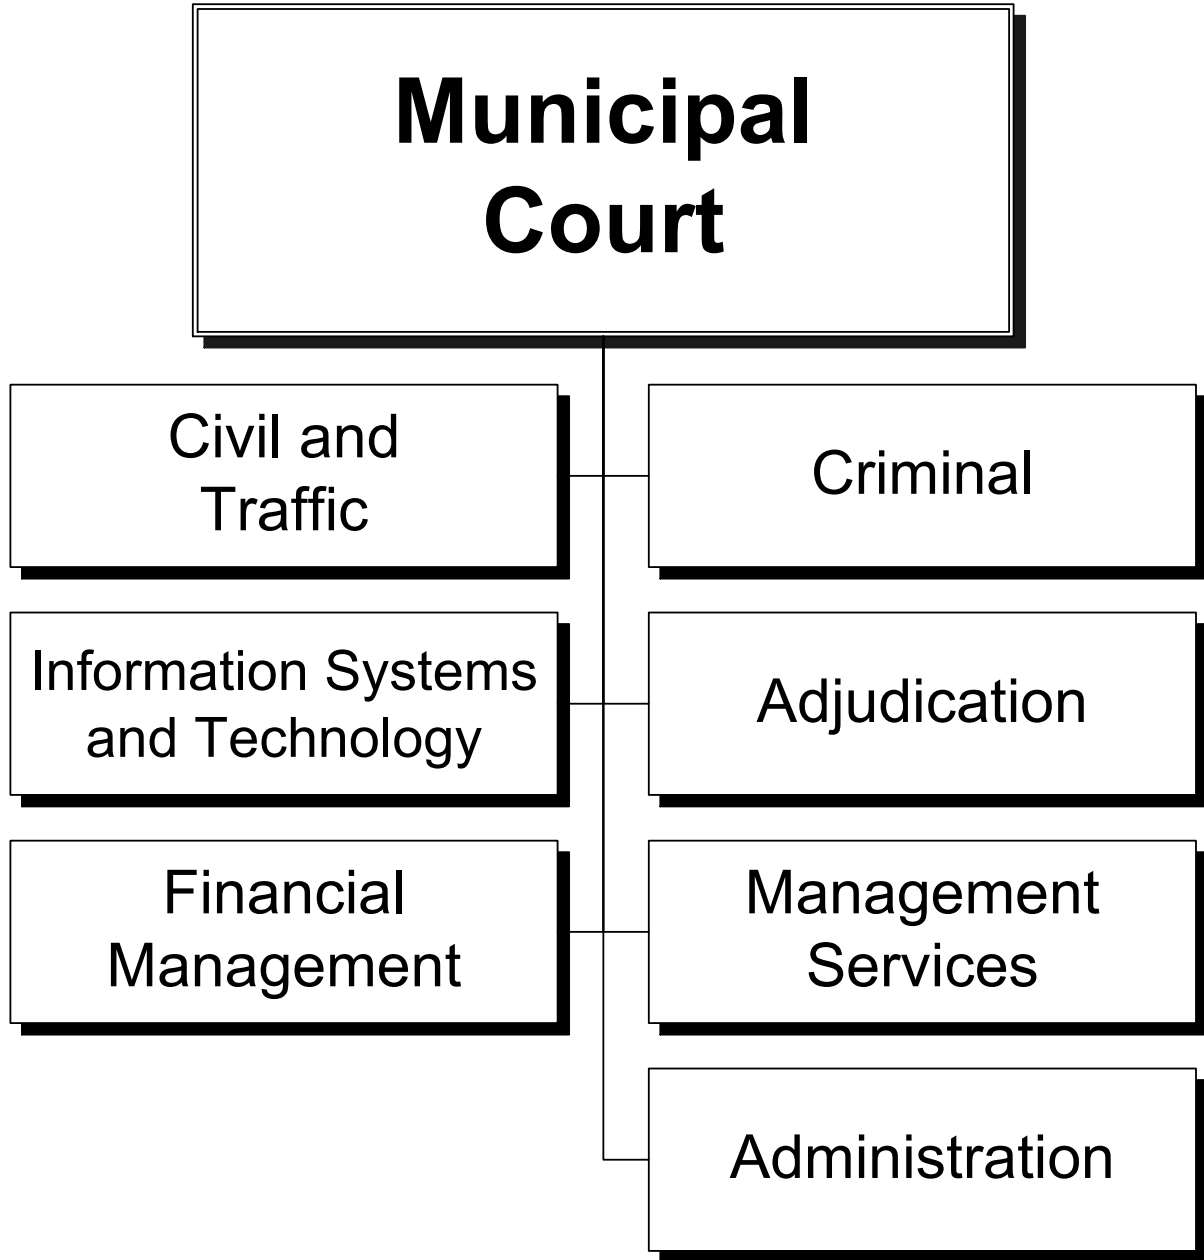 Municipal
Court
Civil and
Traffic
Criminal
Information Systems
and Technology
Adjudication
Financial
Management
Management
Services
Administration